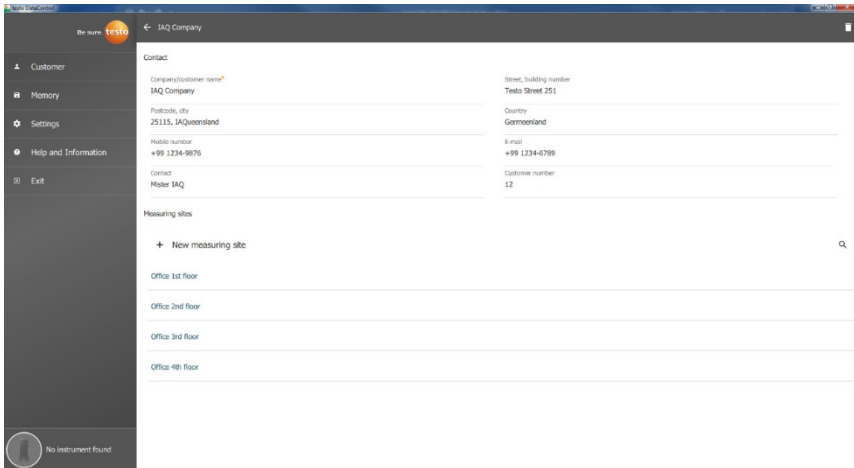 testo DataControl
Be sure. testo
Customer
Memory
Settings
Help and Information
Exit
No instrument found
IAQ Company
Contact
Company/customer name*
IAQ Company
Street, building number
Testo Street 251
Postcode, city
25115, IAQueensland
Country
Germeenland
Mobile number
+99 1234-9876
E-mail
+99 1234-6789
Contact
Mister IAQ
Customer number
12
Measuring sites
+ New measuring site
Office 1st floor
Office 2nd floor
Office 3rd floor
Office 4th floor